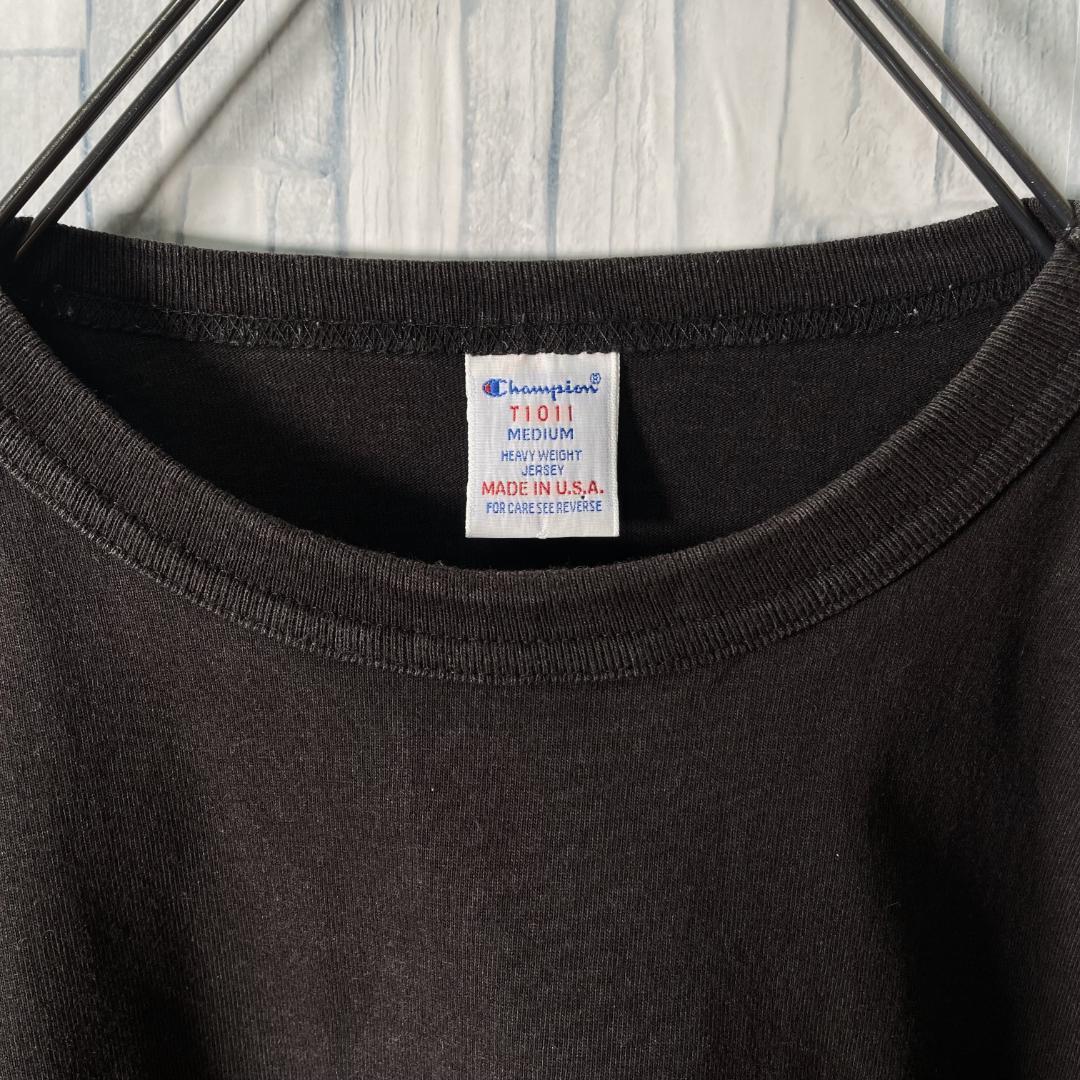 Champion®
T1011
MEDIUM
HEAVY WEIGHT
JERSEY
MADE IN U.S.A.
FOR CARE SEE REVERSE